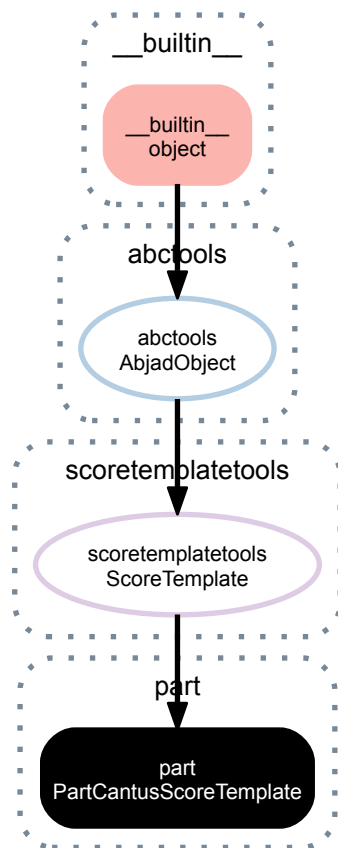 __builtin__
__builtin__
object
abctools
abctools
AbjadObject
scoretemplatetools
scoretemplatetools
ScoreTemplate
part
part
PartCantusScoreTemplate